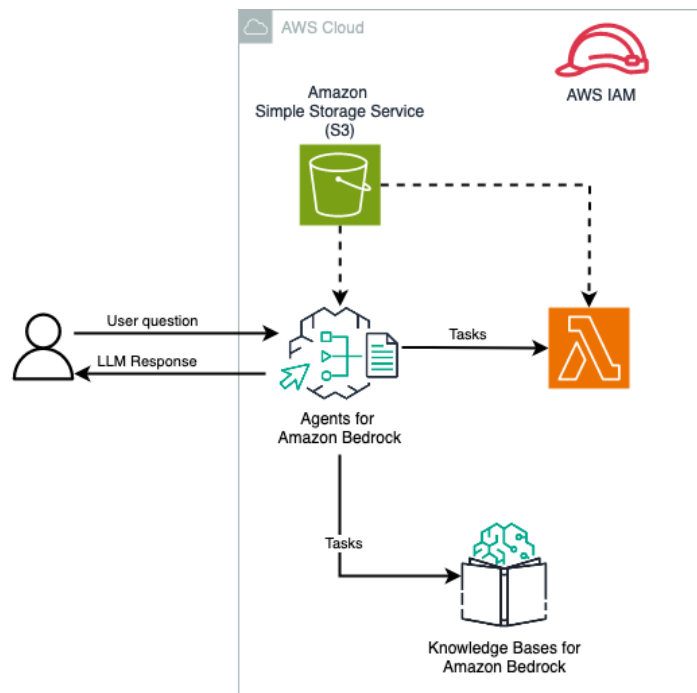 AWS Cloud
AWS IAM
Amazon
Simple Storage Service
(S3)
User question
LLM Response
Tasks
Agents for
Amazon Bedrock
Tasks
Knowledge Bases for
Amazon Bedrock